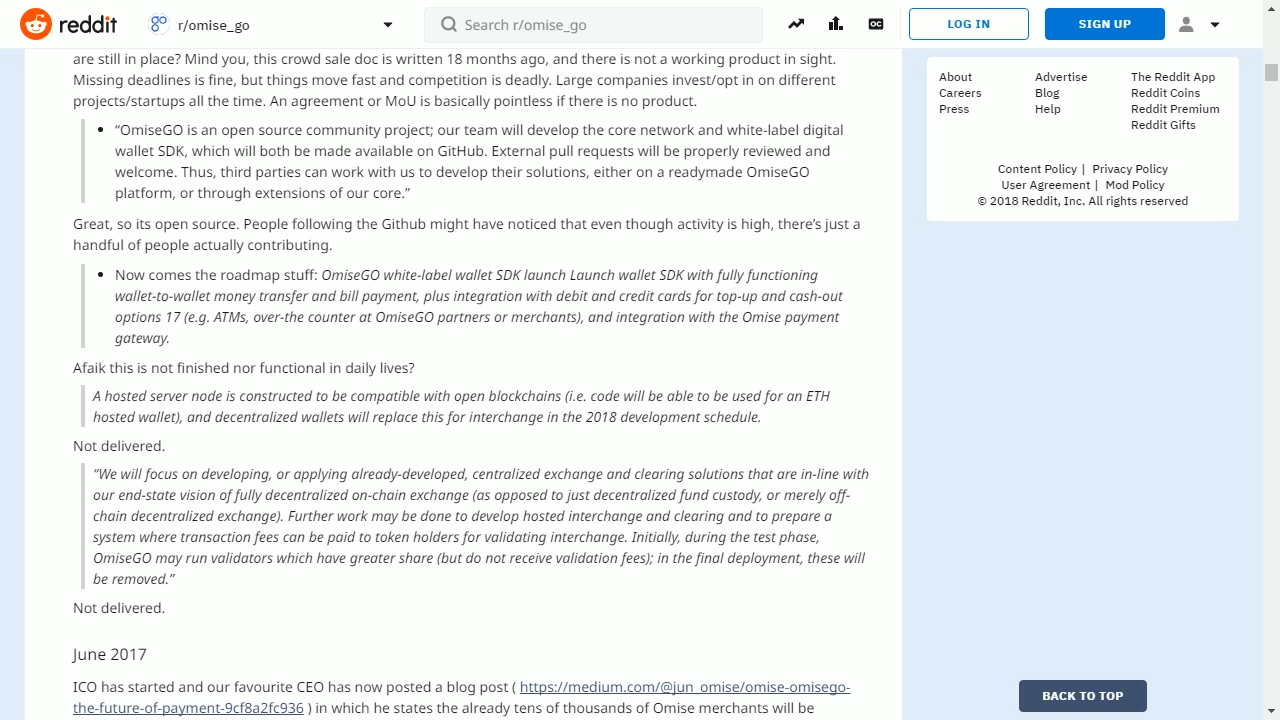 reddit
r/omise_go
Search r/omise_go
LOG IN
SIGN UP
are still in place? Mind you, this crowd sale doc is written 18 months ago, and there is not a working product in sight.
Missing deadlines is fine, but things move fast and competition is deadly. Large companies invest/opt in on different
projects/startups all the time. An agreement or MoU is basically pointless if there is no product.
• “OmiseGO is an open source community project; our team will develop the core network and white-label digital
wallet SDK, which will both be made available on GitHub. External pull requests will be properly reviewed and
welcome. Thus, third parties can work with us to develop their solutions, either on a readymade OmiseGO
platform, or through extensions of our core.”
Great, so its open source. People following the Github might have noticed that even though activity is high, there’s just a
handful of people actually contributing.
• Now comes the roadmap stuff: OmiseGO white-label wallet SDK launch Launch wallet SDK with fully functioning
wallet-to-wallet money transfer and bill payment, plus integration with debit and credit cards for top-up and cash-out
options 17 (e.g. ATMs, over-the counter at OmiseGO partners or merchants), and integration with the Omise payment
gateway.
Afaik this is not finished nor functional in daily lives?
A hosted server node is constructed to be compatible with open blockchains (i.e. code will be able to be used for an ETH
hosted wallet), and decentralized wallets will replace this for interchange in the 2018 development schedule.
Not delivered.
“We will focus on developing, or applying already-developed, centralized exchange and clearing solutions that are in-line with
our end-state vision of fully decentralized on-chain exchange (as opposed to just decentralized fund custody, or merely off-
chain decentralized exchange). Further work may be done to develop hosted interchange and clearing and to prepare a
system where transaction fees can be paid to token holders for validating interchange. Initially, during the test phase,
OmiseGO may run validators which have greater share (but do not receive validation fees); in the final deployment, these will
be removed.”
Not delivered.
June 2017
ICO has started and our favourite CEO has now posted a blog post ( https://medium.com/@jun_omise/omise-omisego-
the-future-of-payment-9cf8a2fc936 ) in which he states the already tens of thousands of Omise merchants will be
About Advertise The Reddit App
Careers Blog Reddit Coins
Press Help Reddit Premium
Reddit Gifts
Content Policy | Privacy Policy
User Agreement | Mod Policy
© 2018 Reddit, Inc. All rights reserved
BACK TO TOP